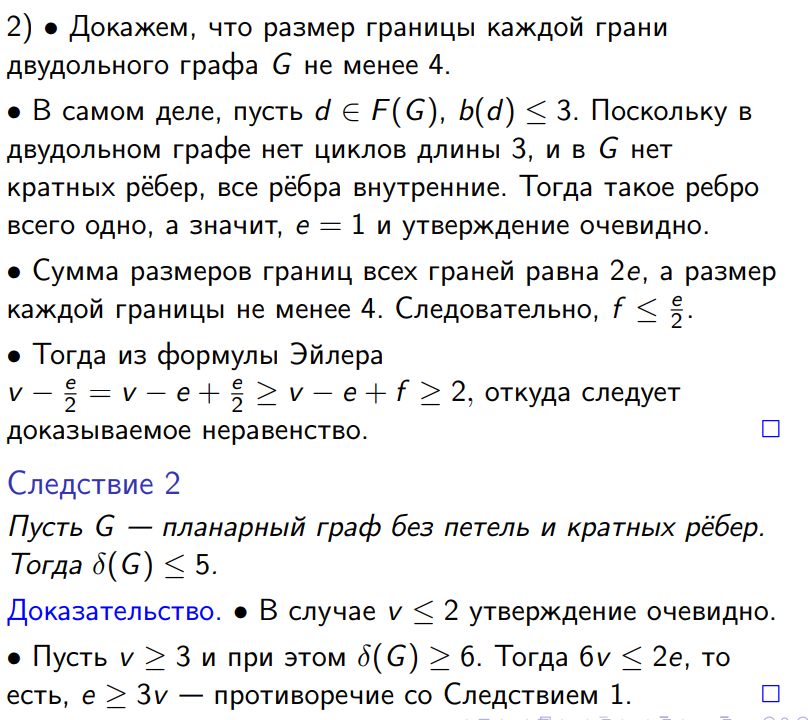 2) • Докажем, что размер границы каждой грани
двудольного графа G не менее 4.
• В самом деле, пусть d ∈ F(G), b(d) ≤ 3. Поскольку в
двудольном графе нет циклов длины 3, и в G нет
кратных рёбер, все рёбра внутренние. Тогда такое ребро
всего одно, а значит, e = 1 и утверждение очевидно.
• Сумма размеров границ всех граней равна 2e, а размер
каждой границы не менее 4. Следовательно, f ≤ e/2.
• Тогда из формулы Эйлера
v − e/2 = v − e + e/2 ≥ v − e + f ≥ 2, откуда следует
доказываемое неравенство. □
Следствие 2
Пусть G — планарный граф без петель и кратных рёбер.
Тогда δ(G) ≤ 5.
Доказательство. • В случае v ≤ 2 утверждение очевидно.
• Пусть v ≥ 3 и при этом δ(G) ≥ 6. Тогда 6v ≤ 2e, то
есть, e ≥ 3v — противоречие со Следствием 1. □